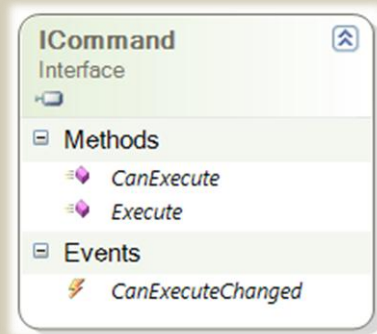 ICommand
Interface
Methods
CanExecute
Execute
Events
CanExecuteChanged